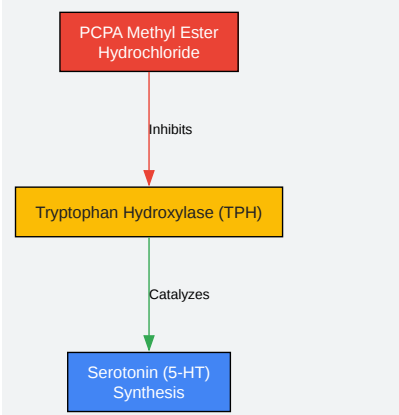 PCPA Methyl Ester
Hydrochloride
Inhibits
Tryptophan Hydroxylase (TPH)
Catalyzes
Serotonin (5-HT)
Synthesis